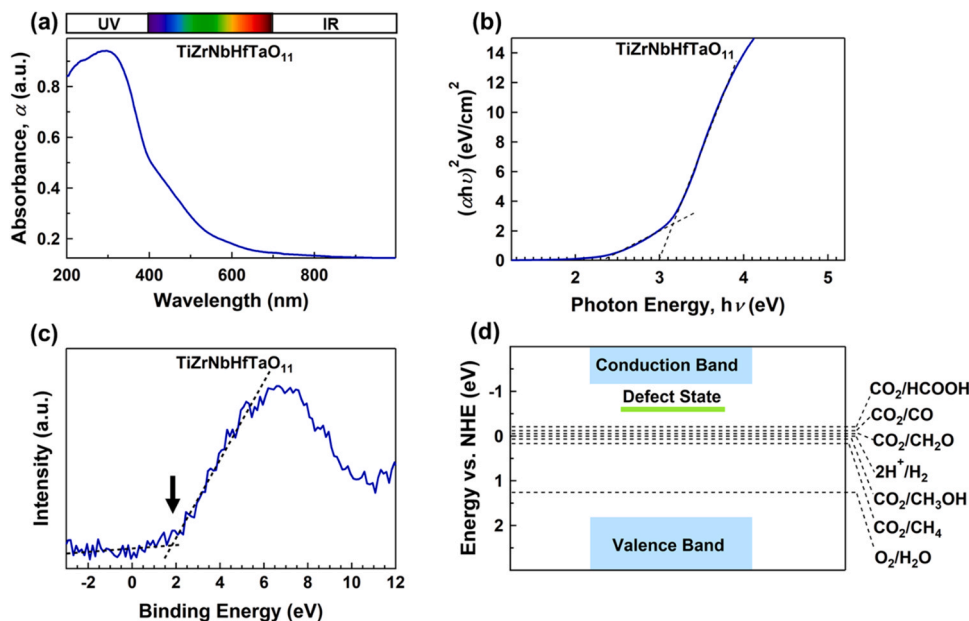 (a)
UV
IR
TiZrNbHfTaO₁₁
Absorbance, α (a.u.)
0.8
0.6
0.4
0.2
200 400 600 800
Wavelength (nm)
(b)
TiZrNbHfTaO₁₁
(αhυ)² (eV/cm)²
14
12
10
8
6
4
2
0
2 3 4 5
Photon Energy, hν (eV)
(c)
TiZrNbHfTaO₁₁
Intensity (a.u.)
-2 0 2 4 6 8 10 12
Binding Energy (eV)
(d)
Energy vs. NHE (eV)
-1
0
1
2
Conduction Band
Defect State
Valence Band
CO₂/HCOOH
CO₂/CO
CO₂/CH₂O
2H⁺/H₂
CO₂/CH₃OH
CO₂/CH₄
O₂/H₂O